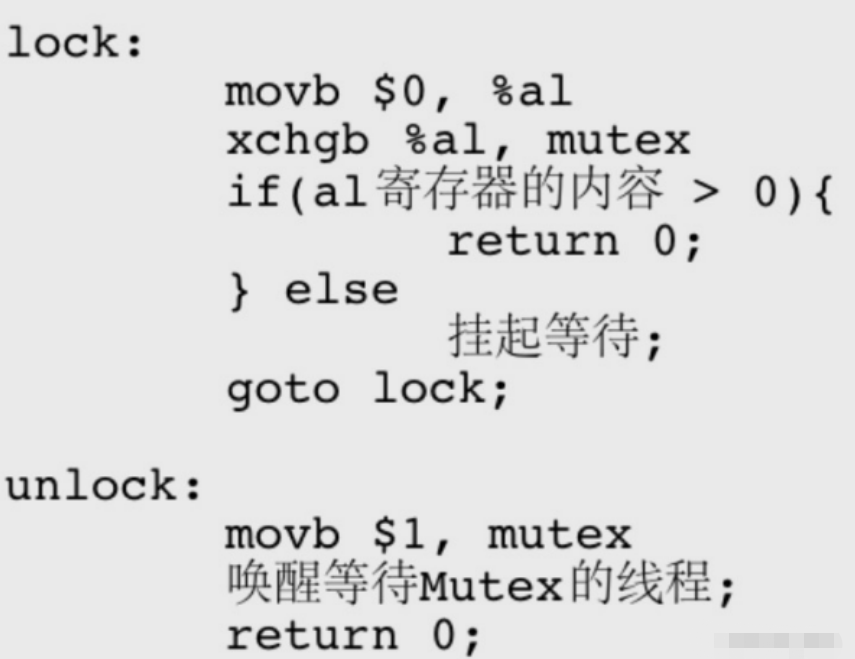 lock:
movb $0, %al
xchgb %al, mutex
if(al寄存器的内容 > 0){
return 0;
} else
挂起等待;
goto lock;
unlock:
movb $1, mutex
唤醒等待Mutex的线程;
return 0;